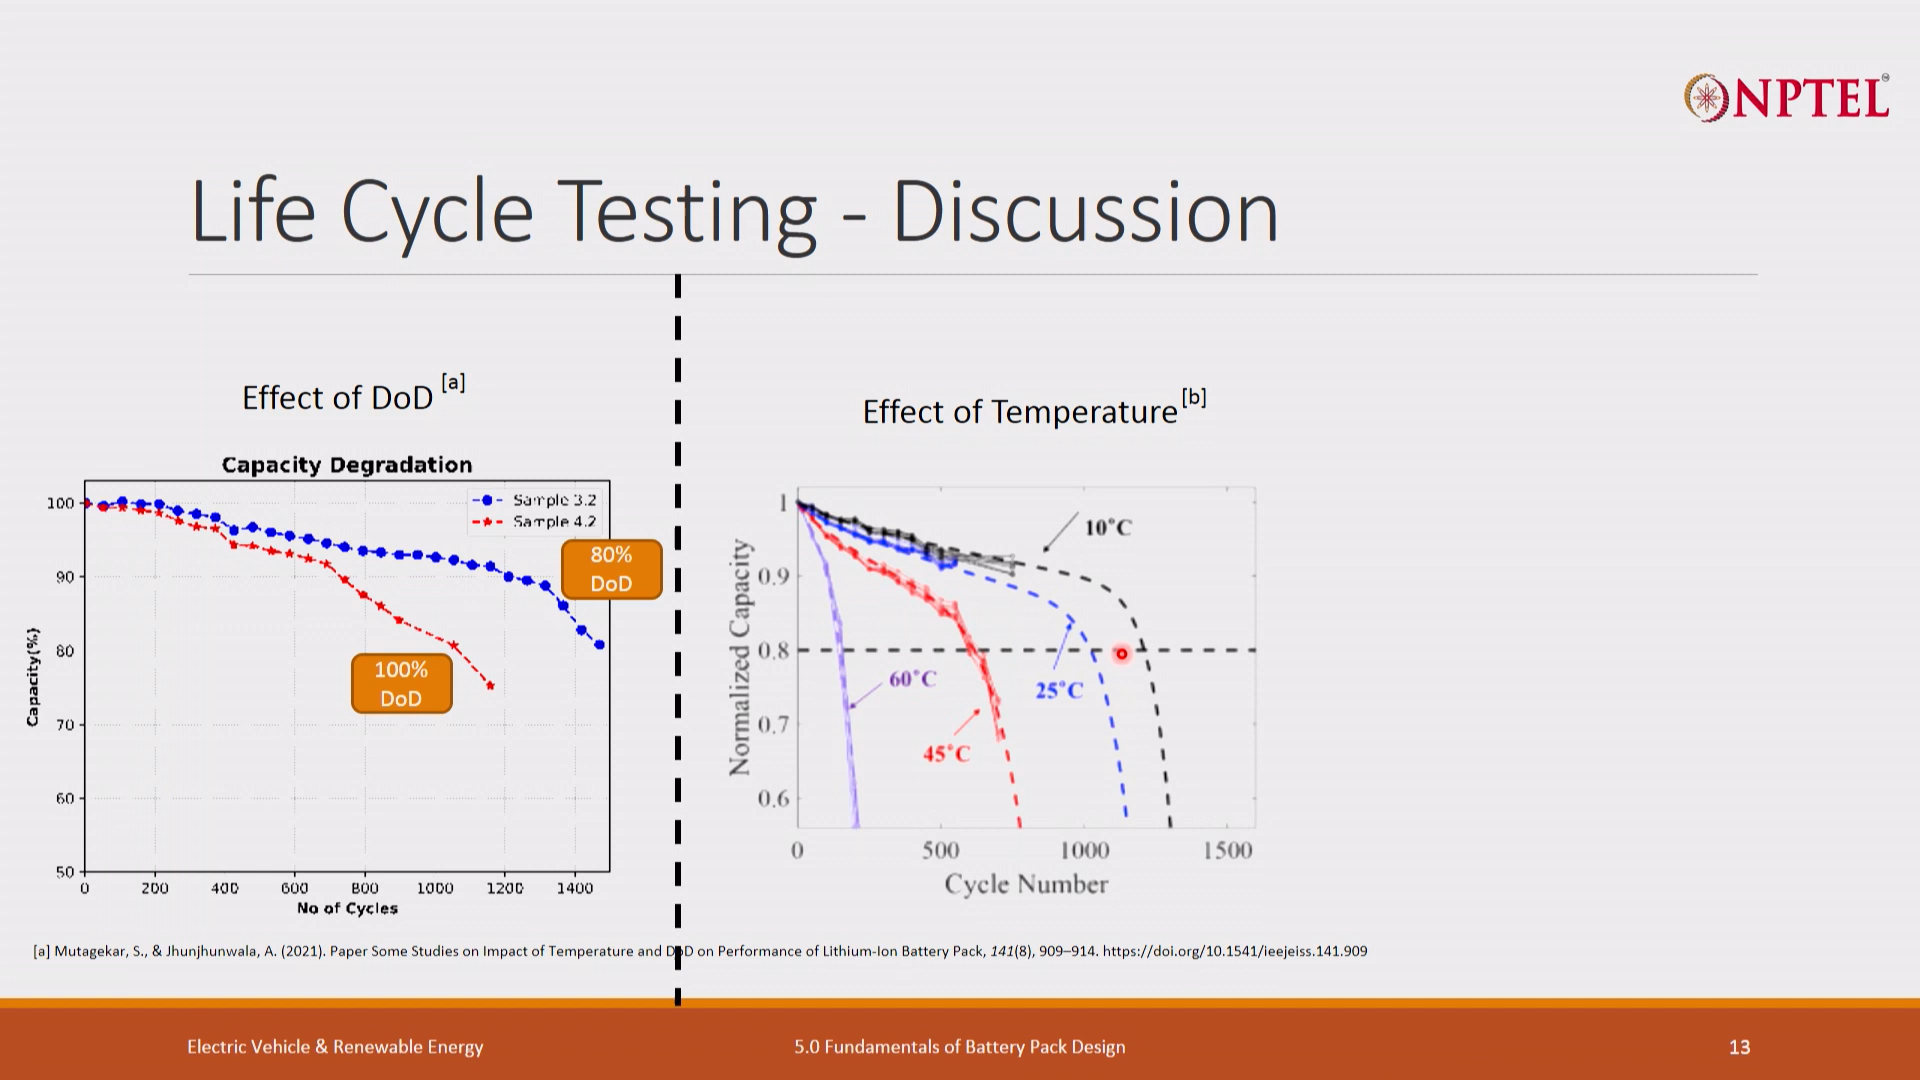 NPTEL
Life Cycle Testing - Discussion
Effect of DoD [a]
Effect of Temperature [b]
Capacity Degradation
100
90
80
70
60
50
Capacity(%)
Sample 3.2
Sample 4.2
80%
DoD
100%
DoD
0 200 400 600 800 1000 1200 1400
No of Cycles
1
0.9
0.8
0.7
0.6
Normalized Capacity
10°C
60°C
25°C
45°C
0 500 1000 1500
Cycle Number
[a] Mutagekar, S., & Jhunjhunwala, A. (2021). Paper Some Studies on Impact of Temperature and DoD on Performance of Lithium-Ion Battery Pack, 141(8), 909–914. https://doi.org/10.1541/ieejeiss.141.909
Electric Vehicle & Renewable Energy
5.0 Fundamentals of Battery Pack Design
13